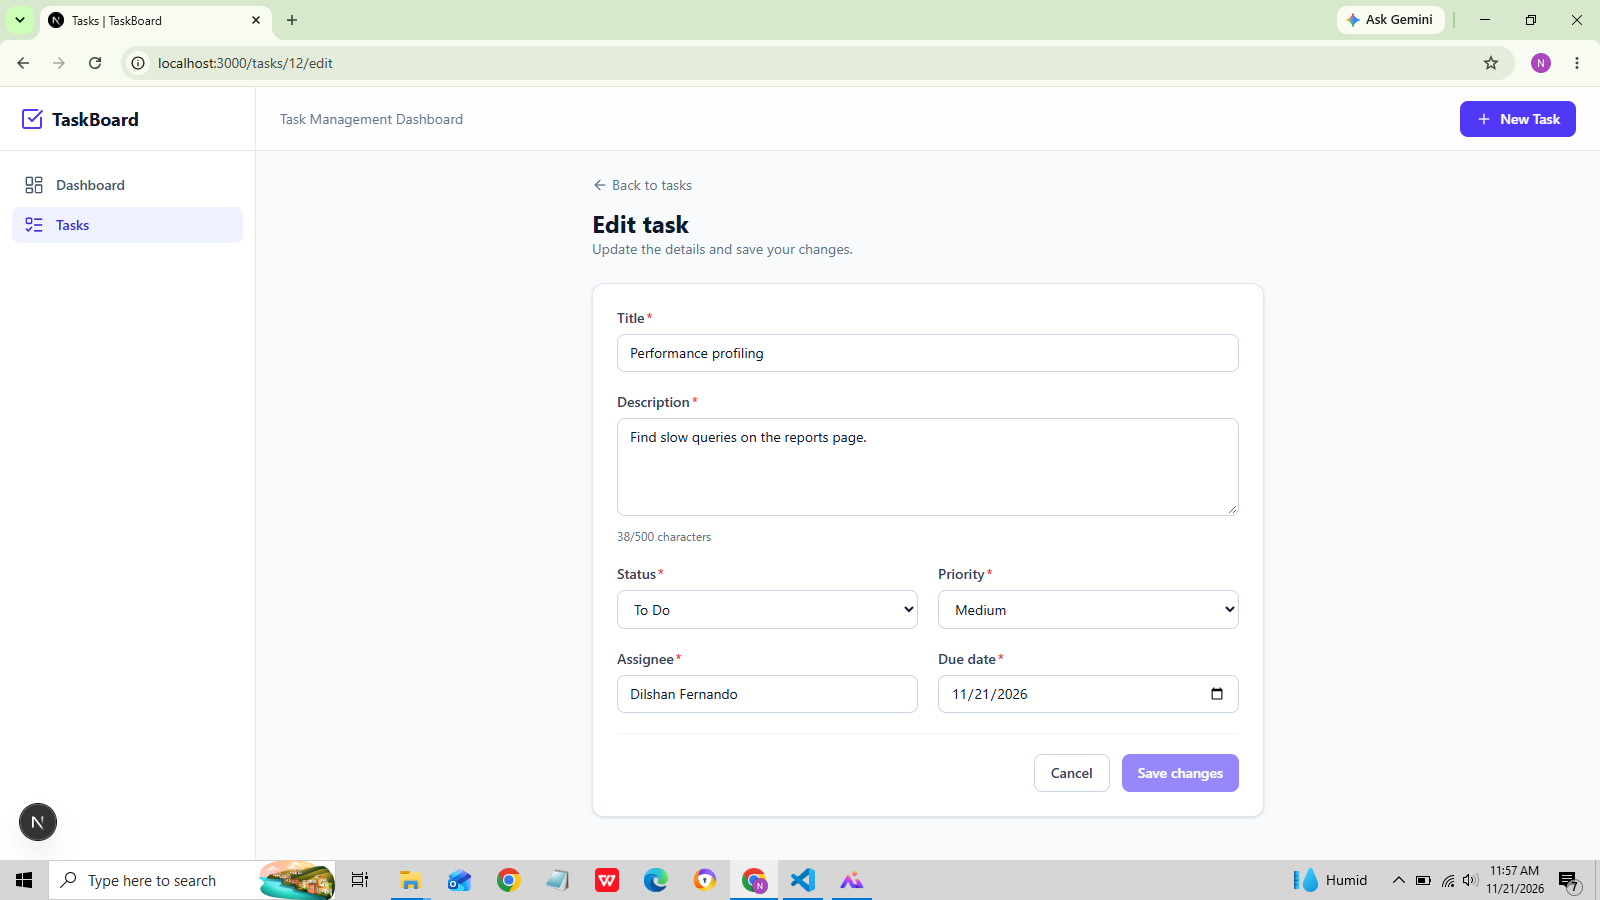 Tasks | TaskBoard
Ask Gemini
localhost:3000/tasks/12/edit
N
TaskBoard
Task Management Dashboard
New Task
Dashboard
Tasks
Back to tasks
Edit task
Update the details and save your changes.
Title*
Performance profiling
Description*
Find slow queries on the reports page.
38/500 characters
Status*
Priority*
To Do
Medium
Assignee*
Due date*
Dilshan Fernando
11/21/2026
Cancel
Save changes
N
Type here to search
Humid
11:57 AM
11/21/2026
7